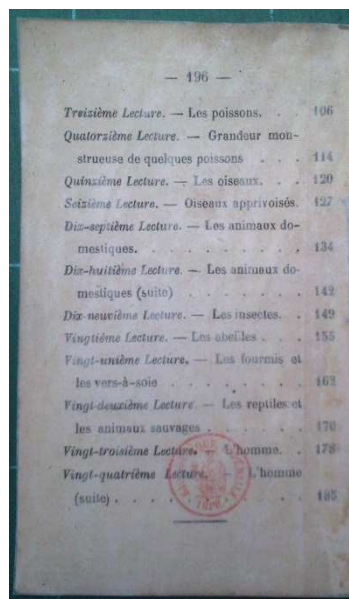 — 196 —
Treizième Lecture. — Les poissons. . . 106
Quatorzième Lecture. — Grandeur mon-
strueuse de quelques poissons . . . 114
Quinzième Lecture. — Les oiseaux. . . 120
Seizième Lecture. — Oiseaux apprivoisés. 127
Dix-septième Lecture. — Les animaux do-
mestiques. . . . . . . . . . 134
Dix-huitième Lecture. — Les animaux do-
mestiques (suite) . . . . . . . 142
Dix-neuvième Lecture. — Les insectes. . 149
Vingtième Lecture. — Les abeilles . . . 155
Vingt-unième Lecture. — Les fourmis et
les vers-à-soie . . . . . . . 163
Vingt-deuxième Lecture. — Les reptiles et
les animaux sauvages . . . . . . 170
Vingt-troisième Lecture. L'homme. . 178
Vingt-quatrième Lecture. L'homme
(suite) . . . . . . . . . . 185